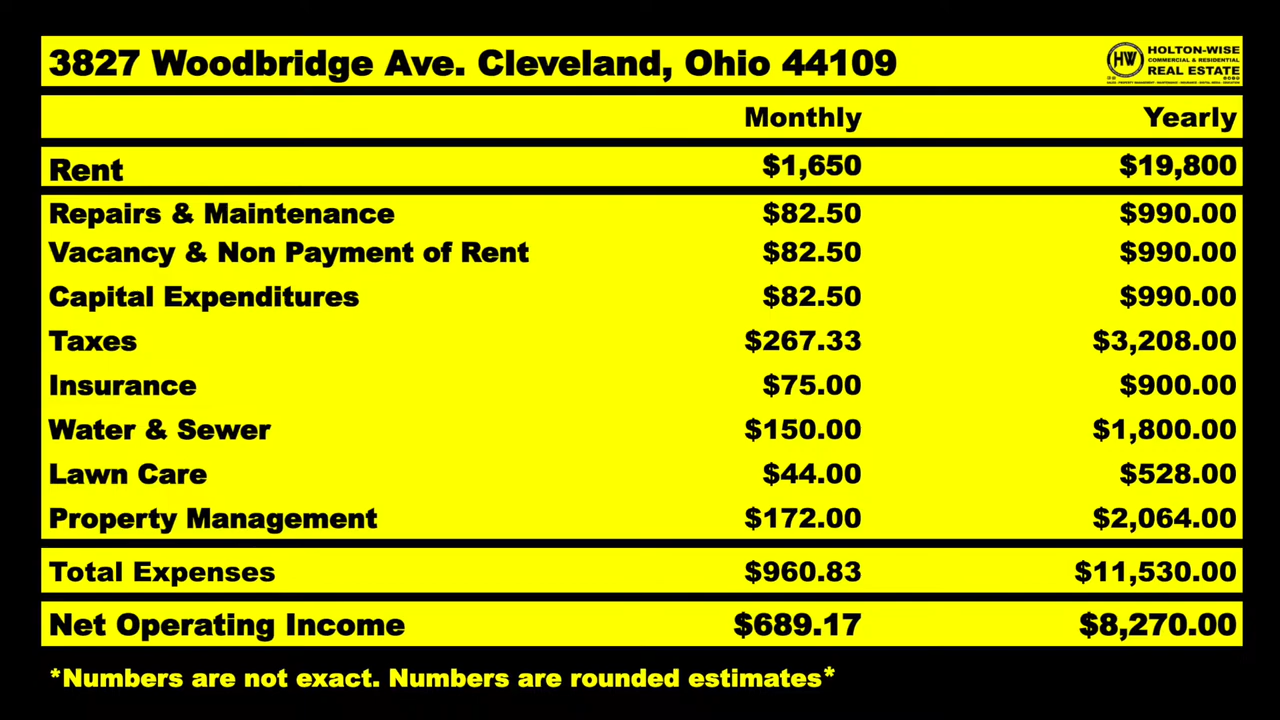 3827 Woodbridge Ave. Cleveland, Ohio 44109
HW
HOLTON-WISE
COMMERCIAL & RESIDENTIAL
REAL ESTATE
Monthly Yearly
Rent $1,650 $19,800
Repairs & Maintenance $82.50 $990.00
Vacancy & Non Payment of Rent $82.50 $990.00
Capital Expenditures $82.50 $990.00
Taxes $267.33 $3,208.00
Insurance $75.00 $900.00
Water & Sewer $150.00 $1,800.00
Lawn Care $44.00 $528.00
Property Management $172.00 $2,064.00
Total Expenses $960.83 $11,530.00
Net Operating Income $689.17 $8,270.00
*Numbers are not exact. Numbers are rounded estimates*